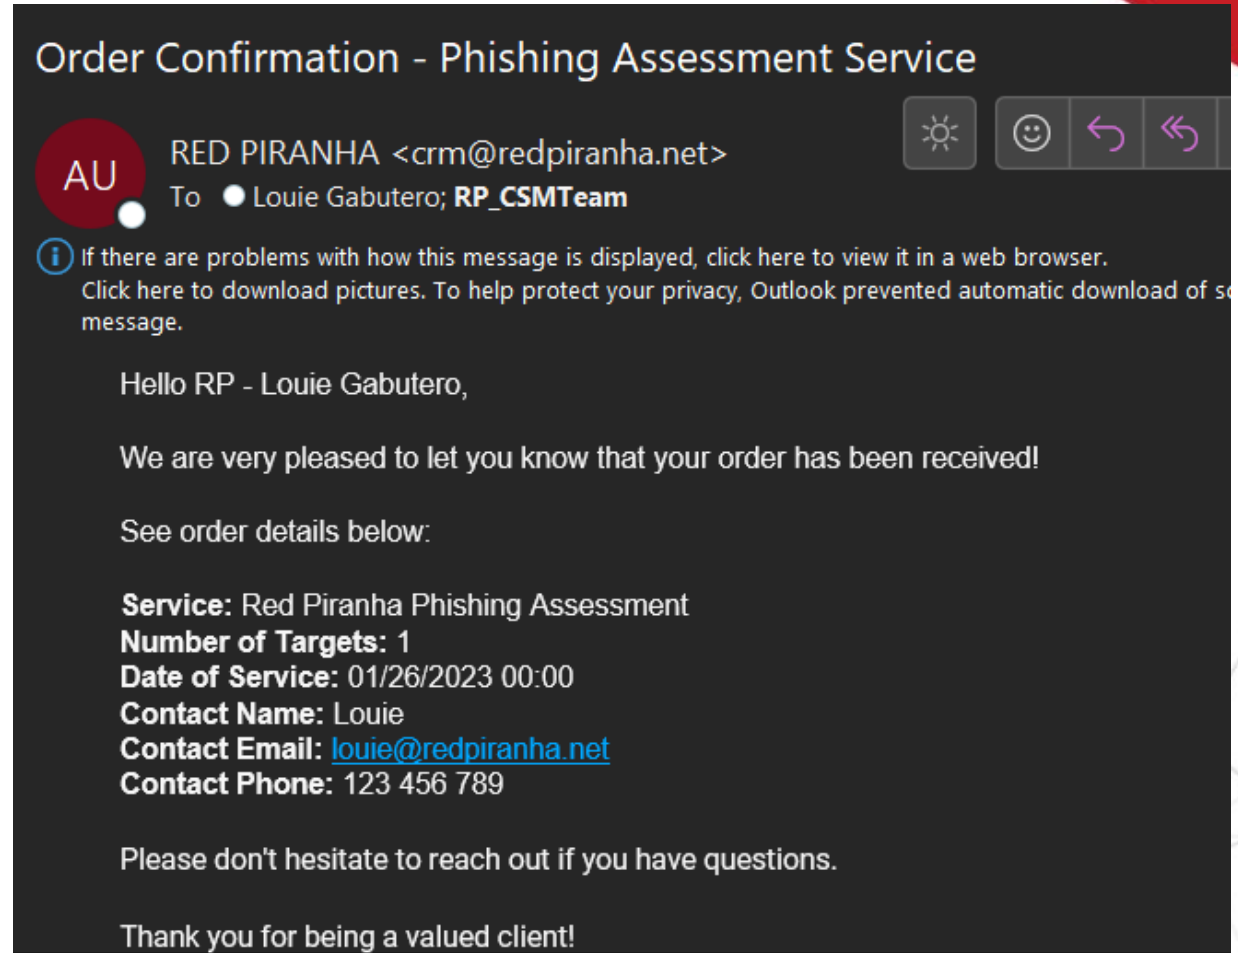 Order Confirmation - Phishing Assessment Service
AU
RED PIRANHA <crm@redpiranha.net>
To Louie Gabutero; RP_CSMTeam
If there are problems with how this message is displayed, click here to view it in a web browser.
Click here to download pictures. To help protect your privacy, Outlook prevented automatic download of
message.
Hello RP - Louie Gabutero,
We are very pleased to let you know that your order has been received!
See order details below:
Service: Red Piranha Phishing Assessment
Number of Targets: 1
Date of Service: 01/26/2023 00:00
Contact Name: Louie
Contact Email: louie@redpiranha.net
Contact Phone: 123 456 789
Please don't hesitate to reach out if you have questions.
Thank you for being a valued client!